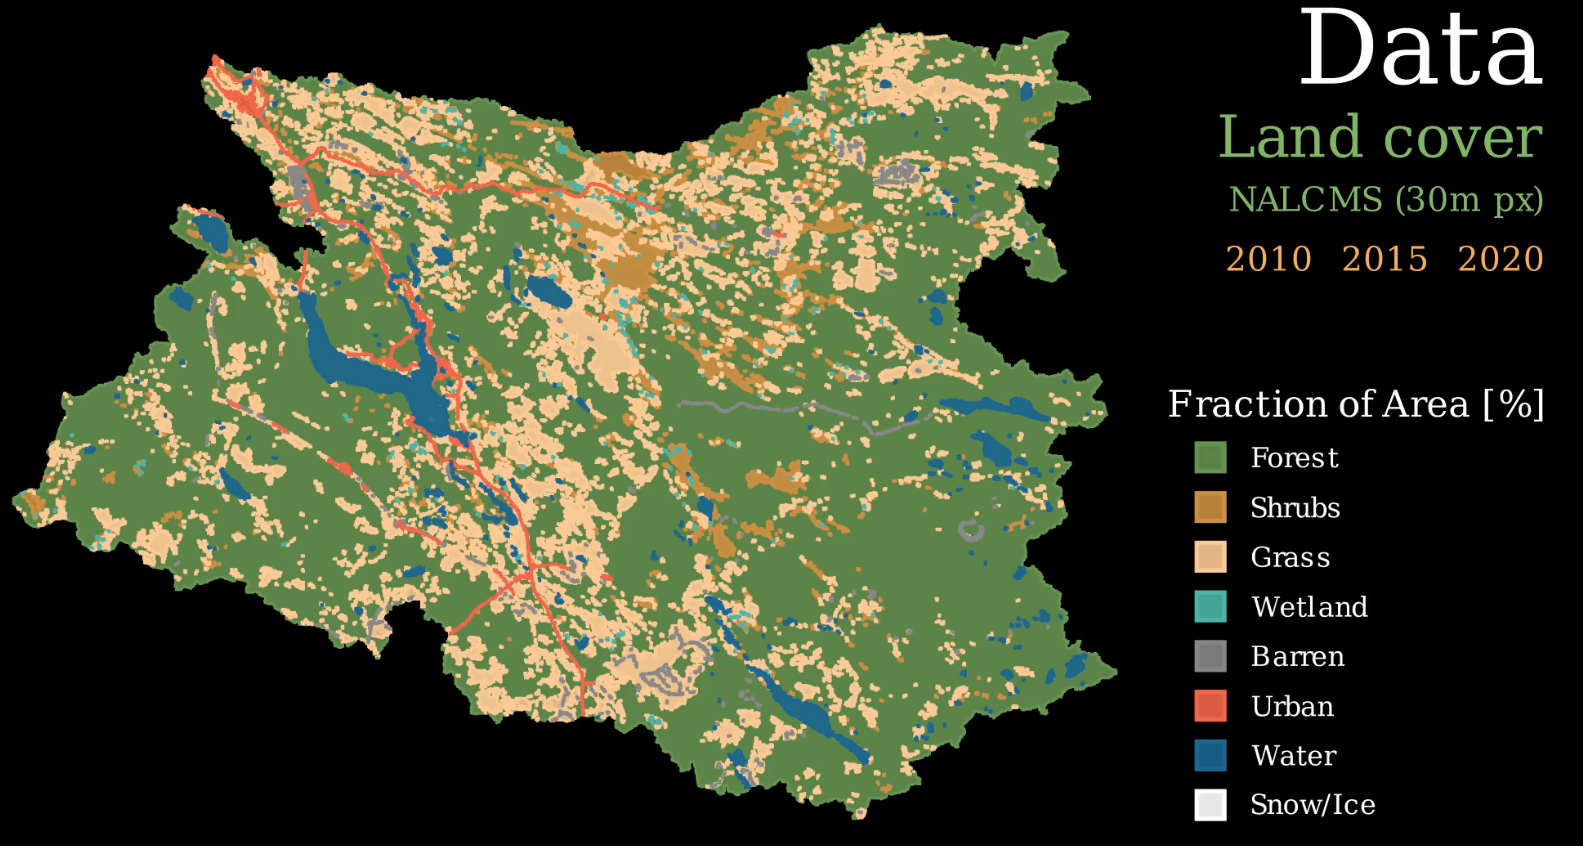 Data
Land cover
NALCMS (30m px)
2010 2015 2020
Fraction of Area [%]
Forest
Shrubs
Grass
Wetland
Barren
Urban
Water
Snow/Ice